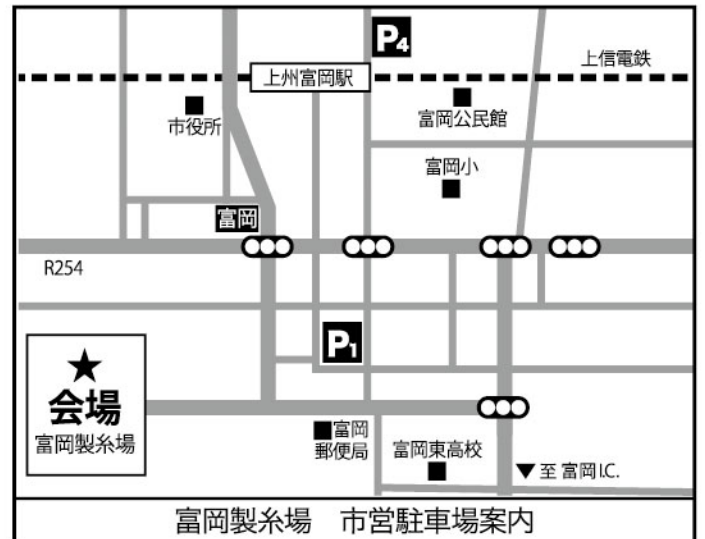 P4
上信電鉄
上州富岡駅
市役所
富岡公民館
富岡小
富岡
R254
P1
★
会場
富岡製糸場
■富岡
郵便局
富岡東高校
▼至 富岡I.C.
富岡製糸場 市営駐車場案内